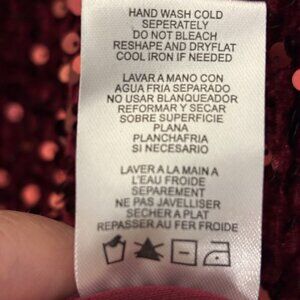 HAND WASH COLD
SEPERATELY
DO NOT BLEACH
RESHAPE AND DRYFLAT
COOL IRON IF NEEDED
LAVAR A MANO CON
AGUA FRIA SEPARADO
NO USAR BLANQUEADOR
REFORMAR Y SECAR
SOBRE SUPERFICIE
PLANA
PLANCHAFRIA
SI NECESARIO
LAVER A LA MAIN A
L'EAU FROIDE
SEPAREMENT
NE PAS JAVELLISER
SECHER A PLAT
REPASSER AU FER FROIDE